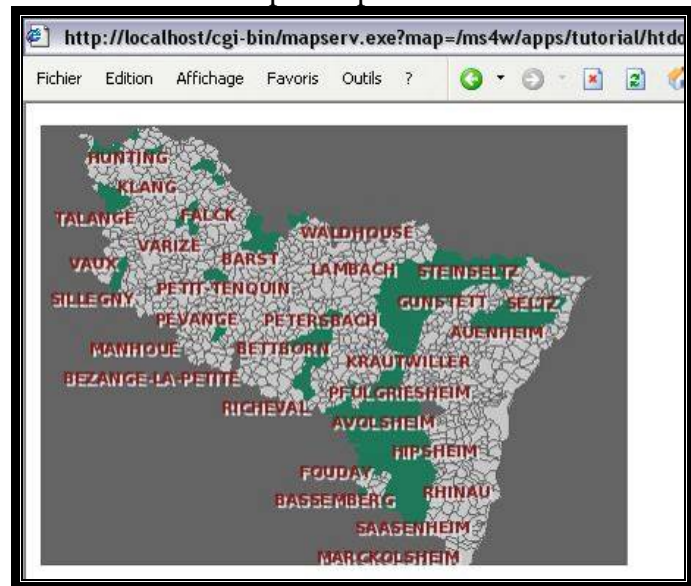 http://localhost/cgi-bin/mapserv.exe?map=/ms4w/apps/tutorial/htdo
Fichier Edition Affichage Favoris Outils ?
HUNTING
KLANG
TALANGE FALCK
WALDHOUSE
VARIZE
VAUX BARST LAMBACH STEINSELTZ
SILLEGNY PETIT-TENQUIN GUNSTETT SELTZ
PEVANGE PETERSBACH AUENHEIM
MANHOUE BETTBORN KRAUTWILLER
BEZANGE-LA-PETITE PFULGRIESHEIM
RICHEVAL AVOLSHEIM
HIPSHEIM
FOUDAY
BASSEMBERG RHINAU
SAASENHEIM
MARCKOLSHEIM